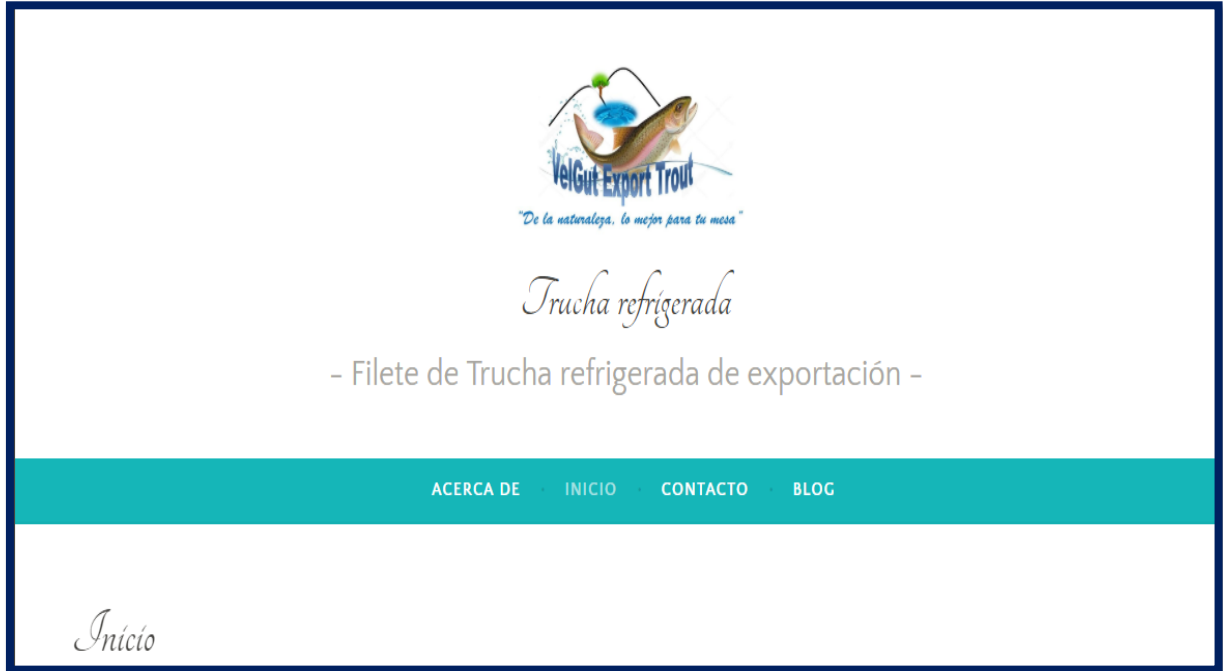 VelGut Export Trout
"De la naturaleza, lo mejor para tu mesa"
Trucha refrigerada
– Filete de Trucha refrigerada de exportación –
ACERCA DE · INICIO · CONTACTO · BLOG
Inicio